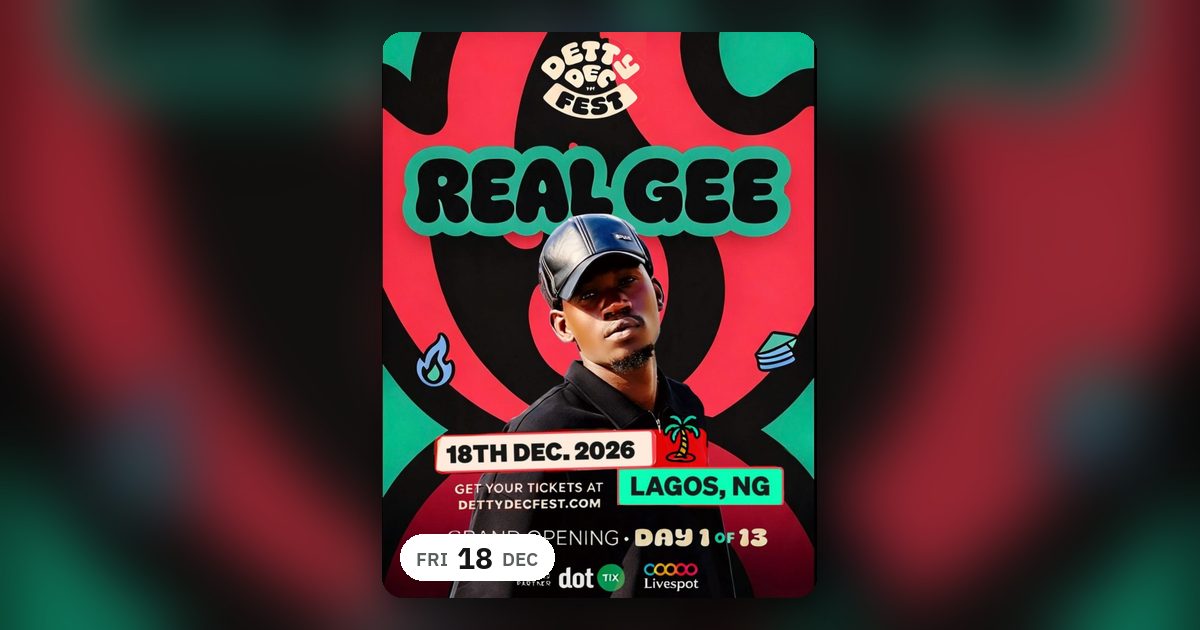 DETTY
DEC
FEST
REAL GEE
18TH DEC. 2026
GET YOUR TICKETS AT
DETTYDECFEST.COM
LAGOS, NG
GRAND OPENING • DAY 1 OF 13
FRI 18 DEC
PARTNER
dot TIX
Livespot